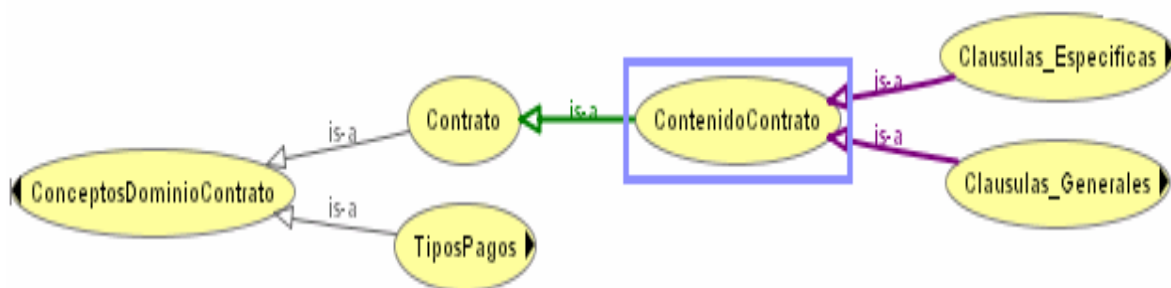 Clausulas_Especificas
is-a
Contrato
is-a
ContenidoContrato
is-a
is-a
ConceptosDominioContrato
Clausulas_Generales
is-a
TiposPagos